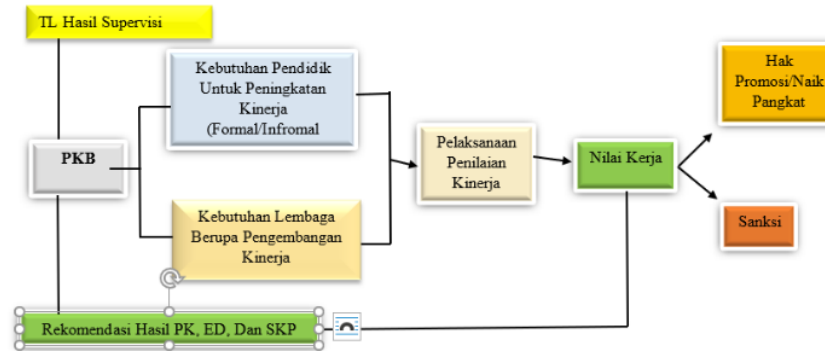 TL Hasil Supervisi
Kebutuhan Pendidik
Untuk Peningkatan
Kinerja
(Formal/Infromal
Hak
Promosi/Naik
Pangkat
PKB
Pelaksanaan
Penilaian
Kinerja
Nilai Kerja
Kebutuhan Lembaga
Berupa Pengembangan
Kinerja
Sanksi
Rekomendasi Hasil PK, ED, Dan SKP